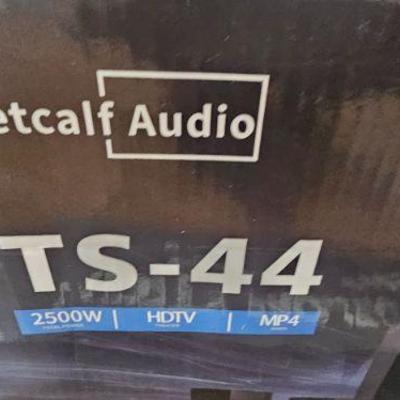 etcalf Audio
TS-44
2500W | HDTV | MP4